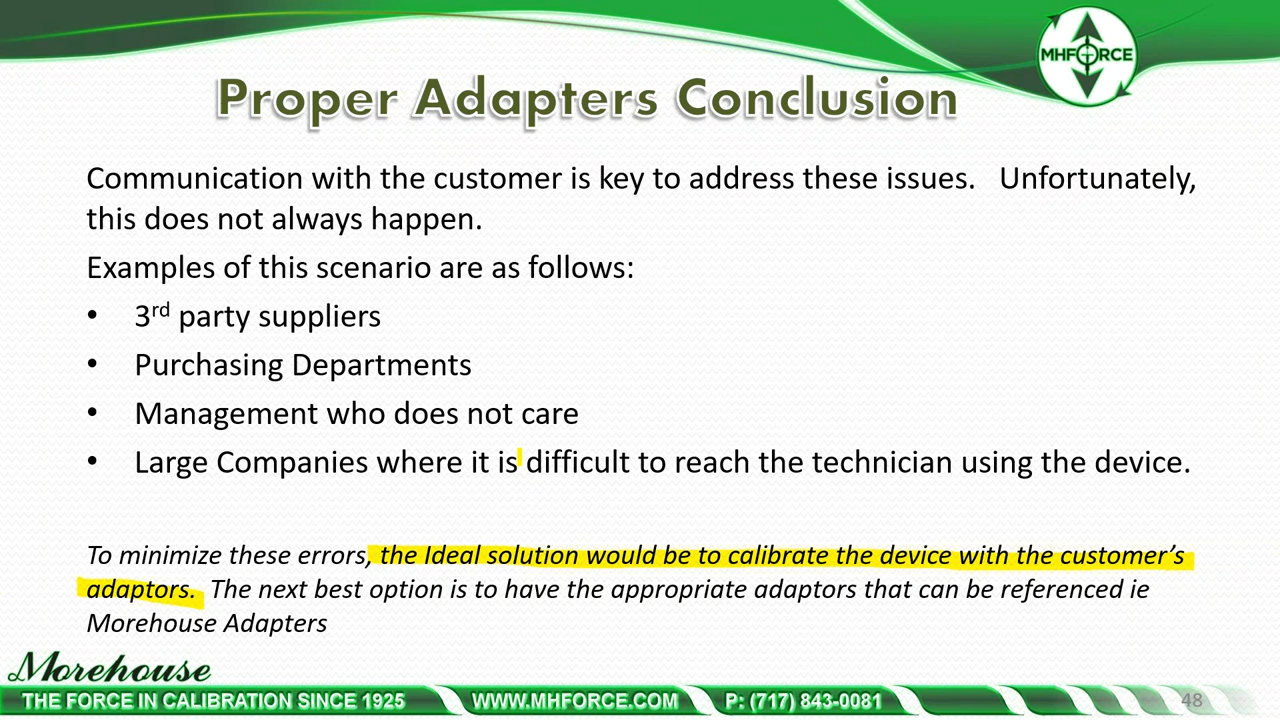 MHFORCE
Proper Adapters Conclusion
Communication with the customer is key to address these issues.   Unfortunately,
this does not always happen.
Examples of this scenario are as follows:
• 3rd party suppliers
• Purchasing Departments
• Management who does not care
• Large Companies where it is difficult to reach the technician using the device.
To minimize these errors, the Ideal solution would be to calibrate the device with the customer’s
adaptors.  The next best option is to have the appropriate adaptors that can be referenced ie
Morehouse Adapters
Morehouse
THE FORCE IN CALIBRATION SINCE 1925 WWW.MHFORCE.COM P: (717) 843-0081 48